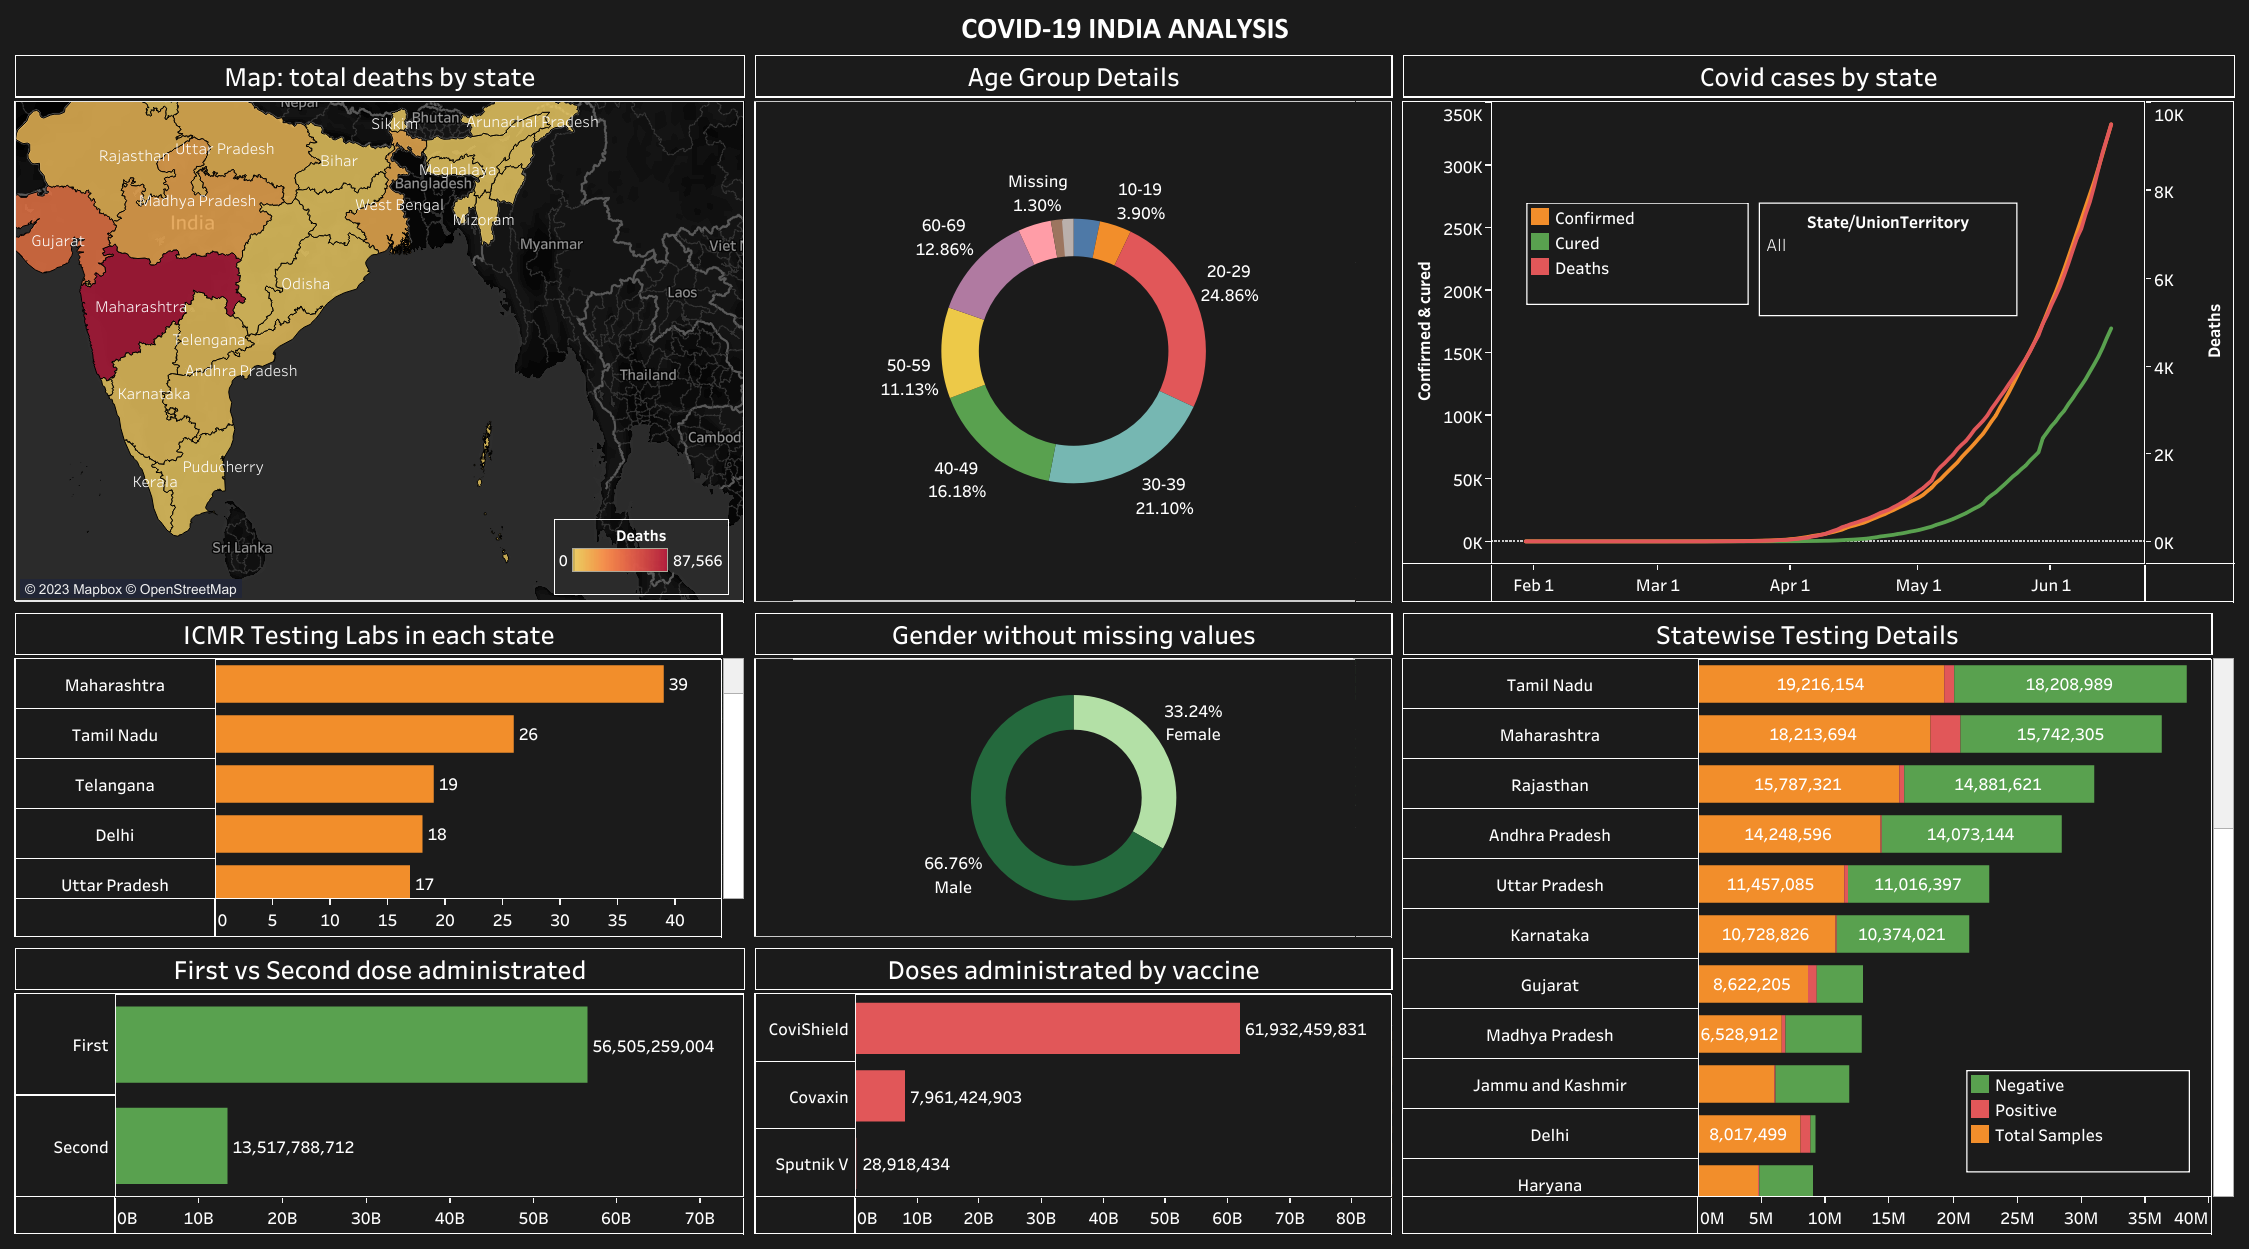 COVID-19 INDIA ANALYSIS
Map: total deaths by state
Nepal
Sikkim
Bhutan
Arunachal Pradesh
Rajasthan
Uttar Pradesh
Bihar
Meghalaya
Bangladesh
Madhya Pradesh
West Bengal
India
Mizoram
Gujarat
Myanmar
Viet
Odisha
Laos
Maharashtra
Telengana
Andhra Pradesh
Thailand
Karnataka
Cambod
Puducherry
Kerala
Sri Lanka
Deaths
0 87,566
© 2023 Mapbox © OpenStreetMap
Age Group Details
Missing
1.30%
10-19
3.90%
60-69
12.86%
20-29
24.86%
50-59
11.13%
40-49
16.18%
30-39
21.10%
Covid cases by state
350K
300K
250K
200K
150K
100K
50K
0K
Confirmed & cured
Confirmed
Cured
Deaths
State/UnionTerritory
All
10K
8K
6K
4K
2K
0K
Deaths
Feb 1 Mar 1 Apr 1 May 1 Jun 1
ICMR Testing Labs in each state
Maharashtra 39
Tamil Nadu 26
Telangana 19
Delhi 18
Uttar Pradesh 17
0 5 10 15 20 25 30 35 40
Gender without missing values
33.24%
Female
66.76%
Male
Statewise Testing Details
Tamil Nadu 19,216,154 18,208,989
Maharashtra 18,213,694 15,742,305
Rajasthan 15,787,321 14,881,621
Andhra Pradesh 14,248,596 14,073,144
Uttar Pradesh 11,457,085 11,016,397
Karnataka 10,728,826 10,374,021
Gujarat 8,622,205
Madhya Pradesh 6,528,912
Jammu and Kashmir
Delhi 8,017,499
Haryana
Negative
Positive
Total Samples
0M 5M 10M 15M 20M 25M 30M 35M 40M
First vs Second dose administrated
First 56,505,259,004
Second 13,517,788,712
0B 10B 20B 30B 40B 50B 60B 70B
Doses administrated by vaccine
CoviShield 61,932,459,831
Covaxin 7,961,424,903
Sputnik V 28,918,434
0B 10B 20B 30B 40B 50B 60B 70B 80B